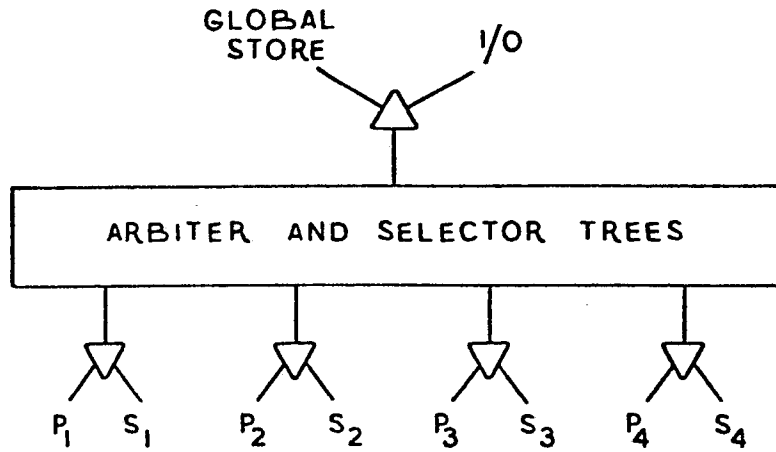 GLOBAL
STORE
I/O
ARBITER AND SELECTOR TREES
P₁ S₁ P₂ S₂ P₃ S₃ P₄ S₄